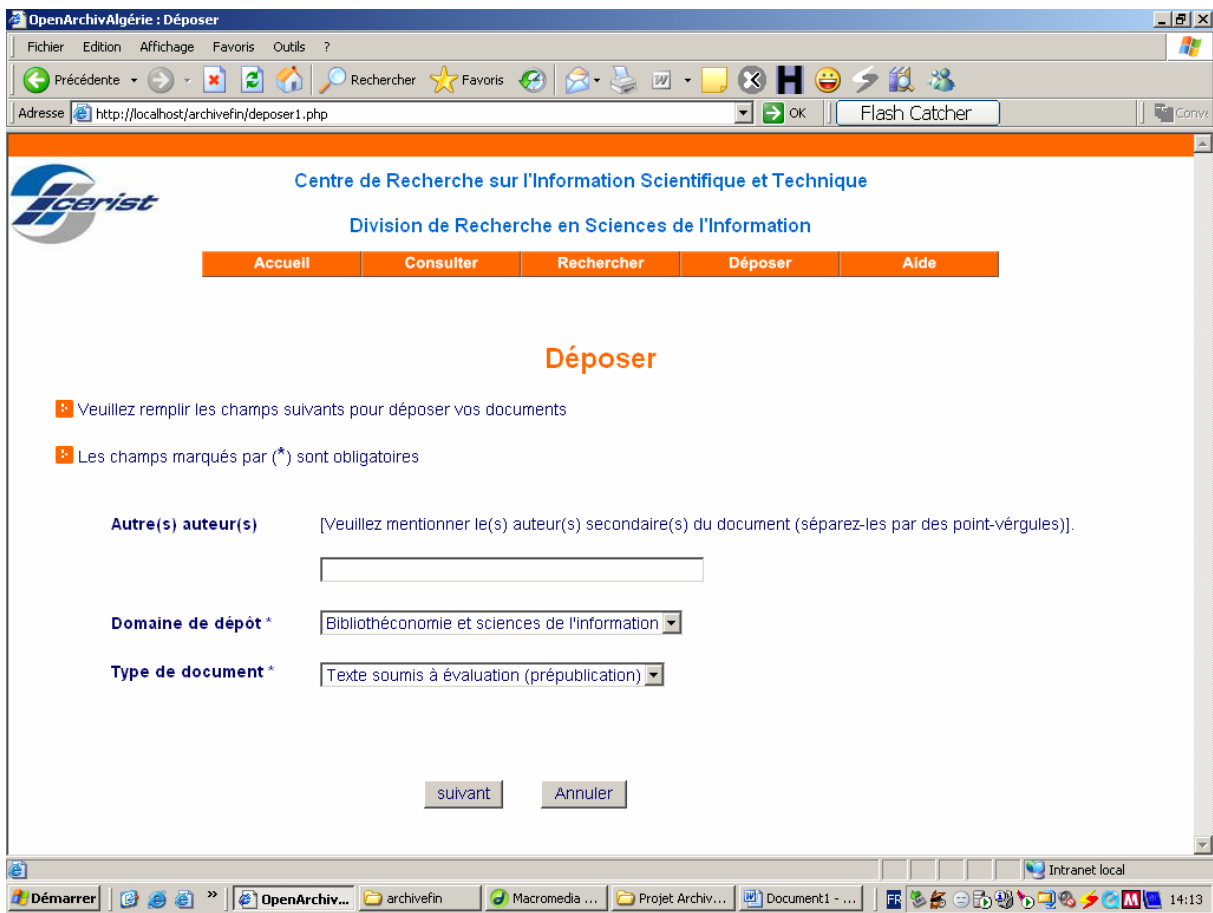 OpenArchivAlgérie : Déposer
Fichier Edition Affichage Favoris Outils ?
Précédente Rechercher Favoris
Adresse http://localhost/archivefin/deposer1.php OK Flash Catcher
cerist
Centre de Recherche sur l'Information Scientifique et Technique
Division de Recherche en Sciences de l'Information
Accueil Consulter Rechercher Déposer Aide
Déposer
Veuillez remplir les champs suivants pour déposer vos documents
Les champs marqués par (*) sont obligatoires
Autre(s) auteur(s) [Veuillez mentionner le(s) auteur(s) secondaire(s) du document (séparez-les par des point-vérgules)].
Domaine de dépôt * Bibliothéconomie et sciences de l'information
Type de document * Texte soumis à évaluation (prépublication)
suivant Annuler
Intranet local
Démarrer » OpenArchiv... archivefin Macromedia ... Projet Archiv... Document1 - ... FR 14:13